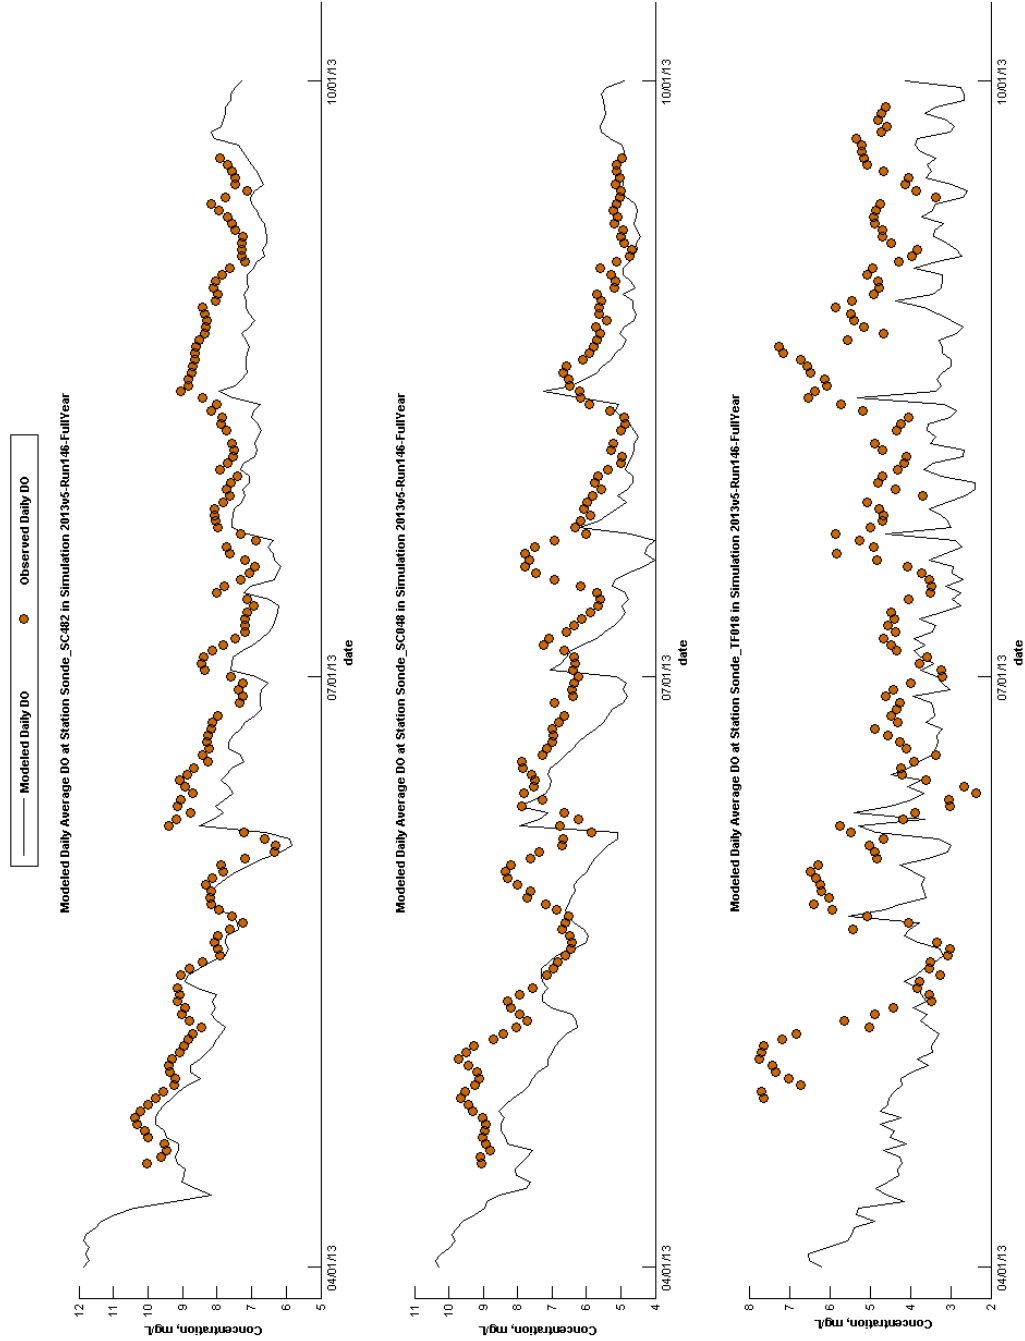 Modeled Daily DO Observed Daily DO
Modeled Daily Average DO at Station Sonde_SC482 in Simulation 2013v5-Run146-FullYear
Concentration, mg/L
12
11
10
9
8
7
6
5
04/01/13 07/01/13 10/01/13
date
Modeled Daily Average DO at Station Sonde_SC048 in Simulation 2013v5-Run146-FullYear
Concentration, mg/L
10
9
8
7
6
5
4
04/01/13 07/01/13 10/01/13
date
Modeled Daily Average DO at Station Sonde_TF018 in Simulation 2013v5-Run146-FullYear
Concentration, mg/L
8
7
6
5
4
3
2
04/01/13 07/01/13 10/01/13
date